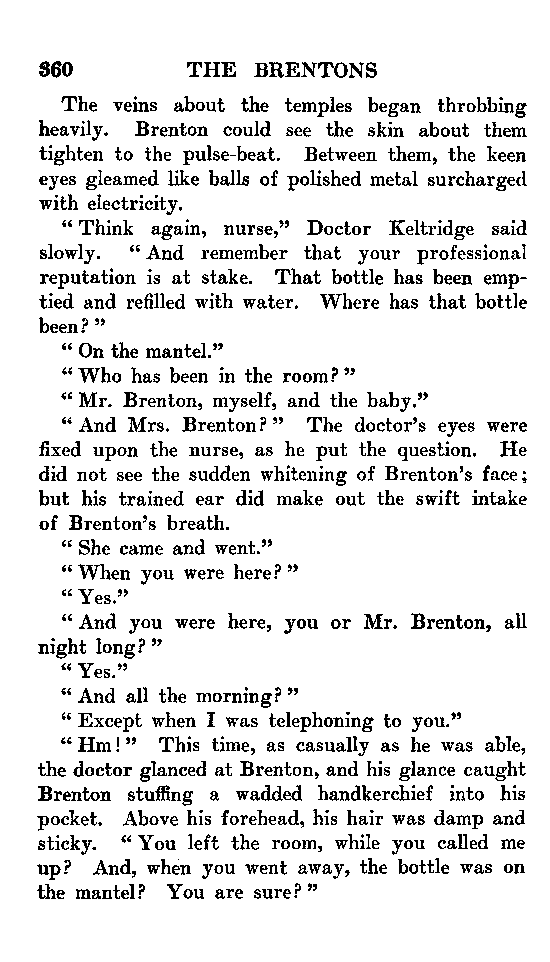 360 THE BRENTONS
The veins about the temples began throbbing
heavily. Brenton could see the skin about them
tighten to the pulse-beat. Between them, the keen
eyes gleamed like balls of polished metal surcharged
with electricity.
“ Think again, nurse,” Doctor Keltridge said
slowly. “ And remember that your professional
reputation is at stake. That bottle has been emp-
tied and refilled with water. Where has that bottle
been? ”
“ On the mantel.”
“ Who has been in the room? ”
“ Mr. Brenton, myself, and the baby.”
“ And Mrs. Brenton? ” The doctor’s eyes were
fixed upon the nurse, as he put the question. He
did not see the sudden whitening of Brenton’s face;
but his trained ear did make out the swift intake
of Brenton’s breath.
“ She came and went.”
“ When you were here? ”
“ Yes.”
“ And you were here, you or Mr. Brenton, all
night long? ”
“ Yes.”
“ And all the morning? ”
“ Except when I was telephoning to you.”
“ Hm! ” This time, as casually as he was able,
the doctor glanced at Brenton, and his glance caught
Brenton stuffing a wadded handkerchief into his
pocket. Above his forehead, his hair was damp and
sticky. “ You left the room, while you called me
up? And, when you went away, the bottle was on
the mantel? You are sure? ”